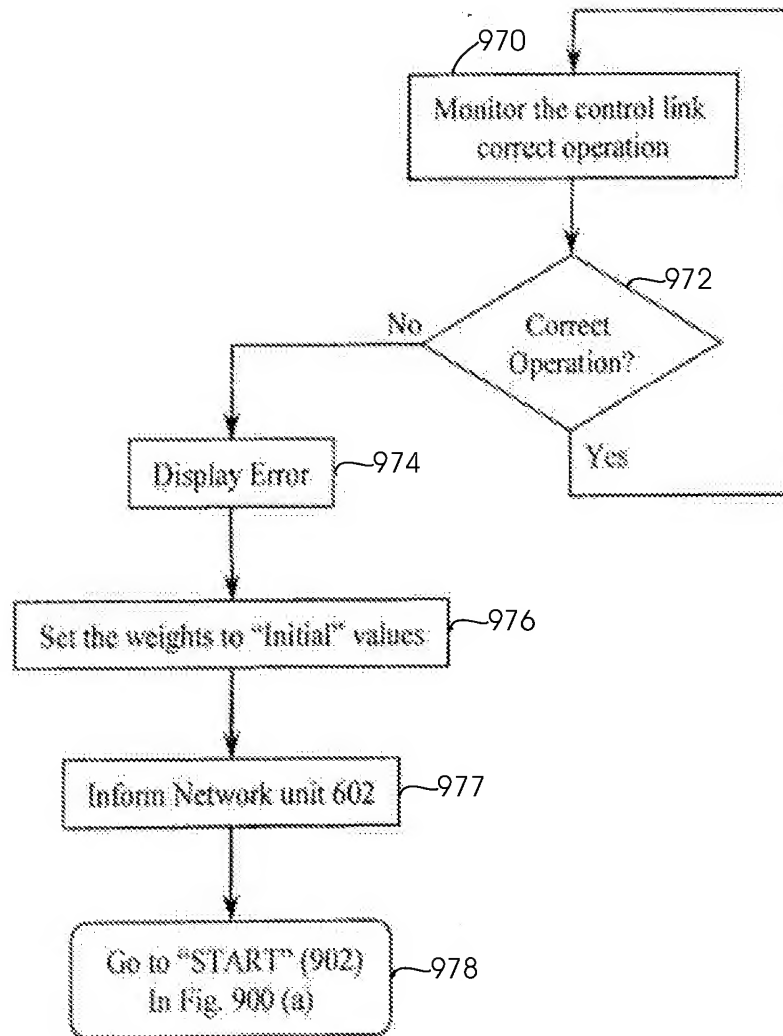 970
Monitor the control link
correct operation
972
Correct
Operation?
No
Yes
Display Error
974
Set the weights to "Initial" values
976
Inform Network unit 602
977
Go to "START" (902)
In Fig. 900 (a)
978